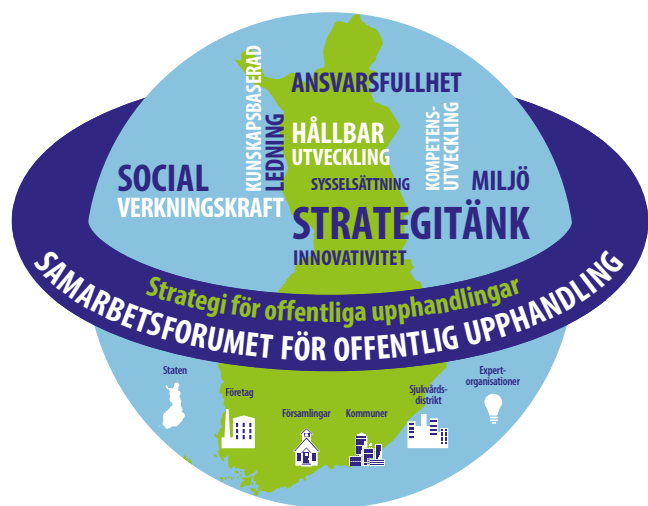 KUNSKAPSBASERAD
LEDNING
ANSVARSFULLHET
HÅLLBAR
UTVECKLING
KOMPETENS-
UTVECKLING
SOCIAL
VERKNINGSKRAFT
SYSSELSÄTTNING
MILJÖ
STRATEGITÄNK
INNOVATIVITET
Strategi för offentliga upphandlingar
SAMARBETSFORUMET FÖR OFFENTLIG UPPHANDLING
Staten
Företag
Församlingar
Kommuner
Sjukvårds-
distrikt
Expert-
organisationer